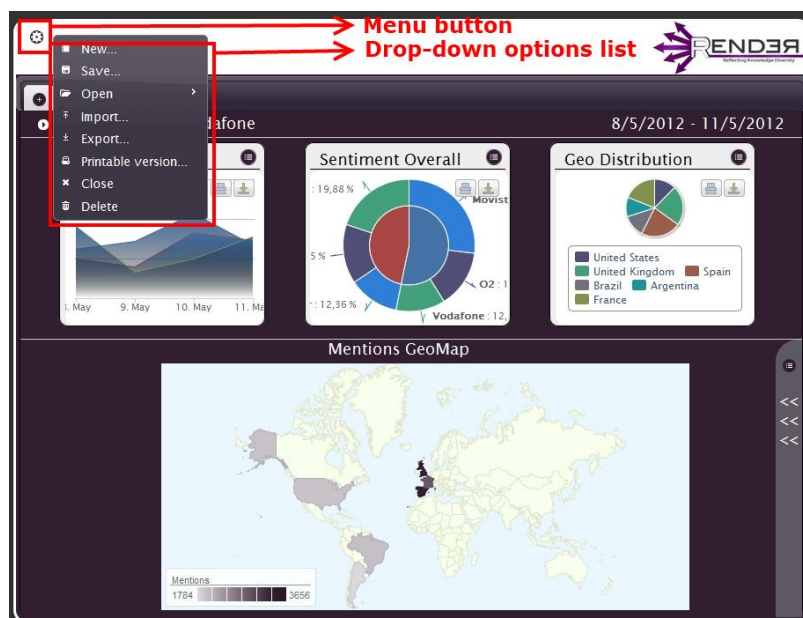 Menu button
Drop-down options list
REND3R
Reflecting Knowledge Diversity
New...
Save...
Open
Import...
Export...
Printable version...
Close
Delete
dafone
8/5/2012 - 11/5/2012
Sentiment Overall
Geo Distribution
: 19,88 %
Movist
5 %
O2 : 1
: 12,36 %
Vodafone : 12,
United States
United Kingdom
Spain
Brazil
Argentina
France
. May
9. May
10. May
11. Ma
Mentions GeoMap
<<
<<
<<
Mentions
1784
3656